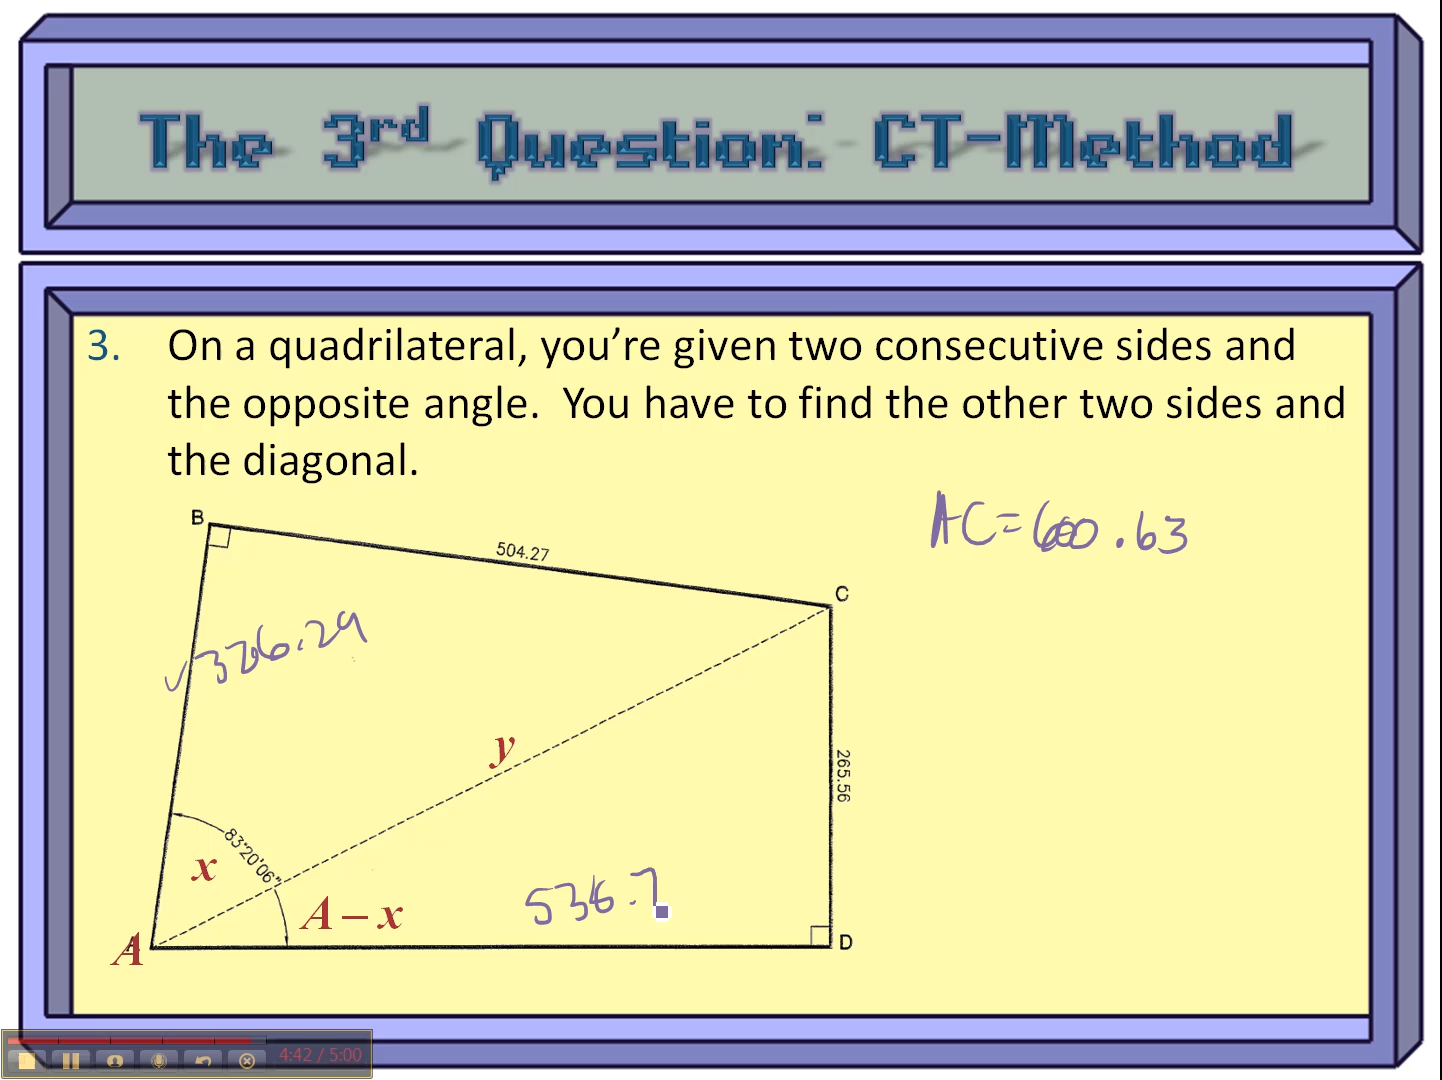 The 3rd Question: CT-Method
3. On a quadrilateral, you're given two consecutive sides and
the opposite angle. You have to find the other two sides and
the diagonal.
AC=600.63
B
504.27
C
326.29
y
265.56
83°20'06"
x
A-x
538.7
A
D
4:42 / 5:00